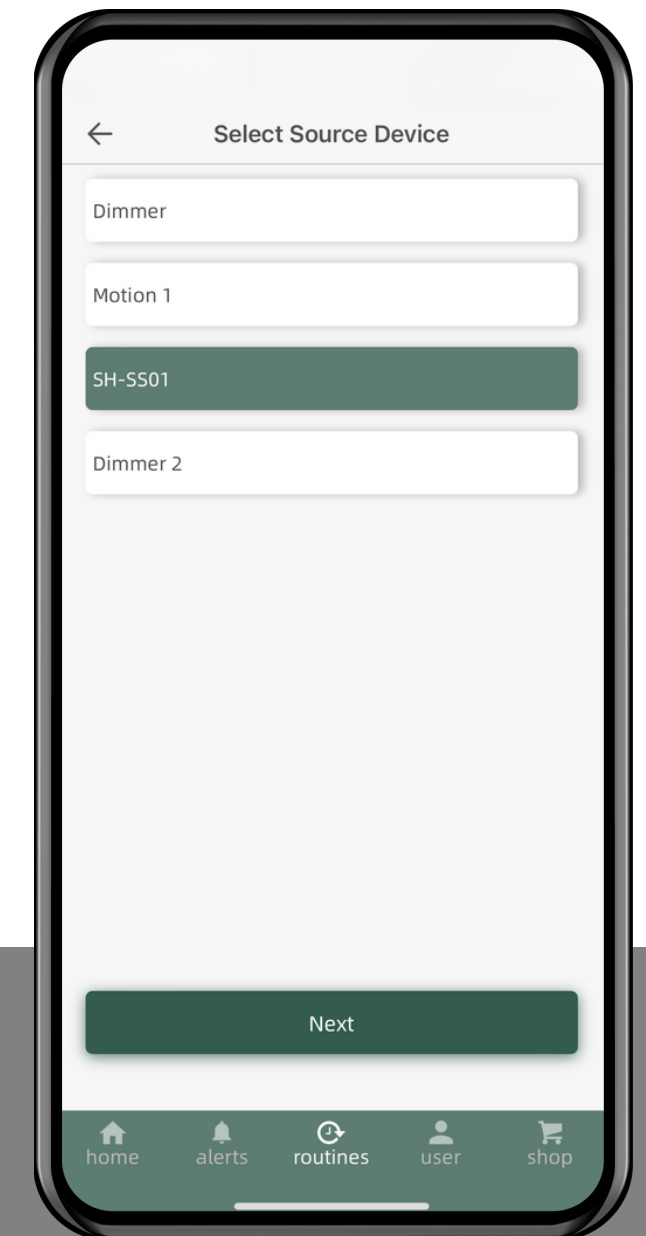 Select Source Device
Dimmer
Motion 1
SH-SS01
Dimmer 2
Next
home alerts routines user shop